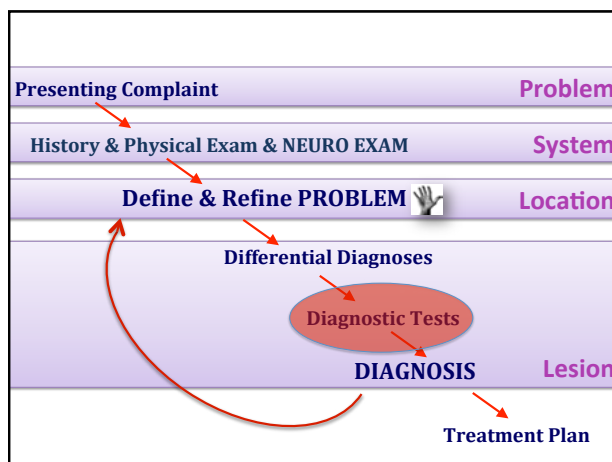 Presenting Complaint Problem
History & Physical Exam & NEURO EXAM System
Define & Refine PROBLEM Location
Differential Diagnoses
Diagnostic Tests
DIAGNOSIS Lesion
Treatment Plan